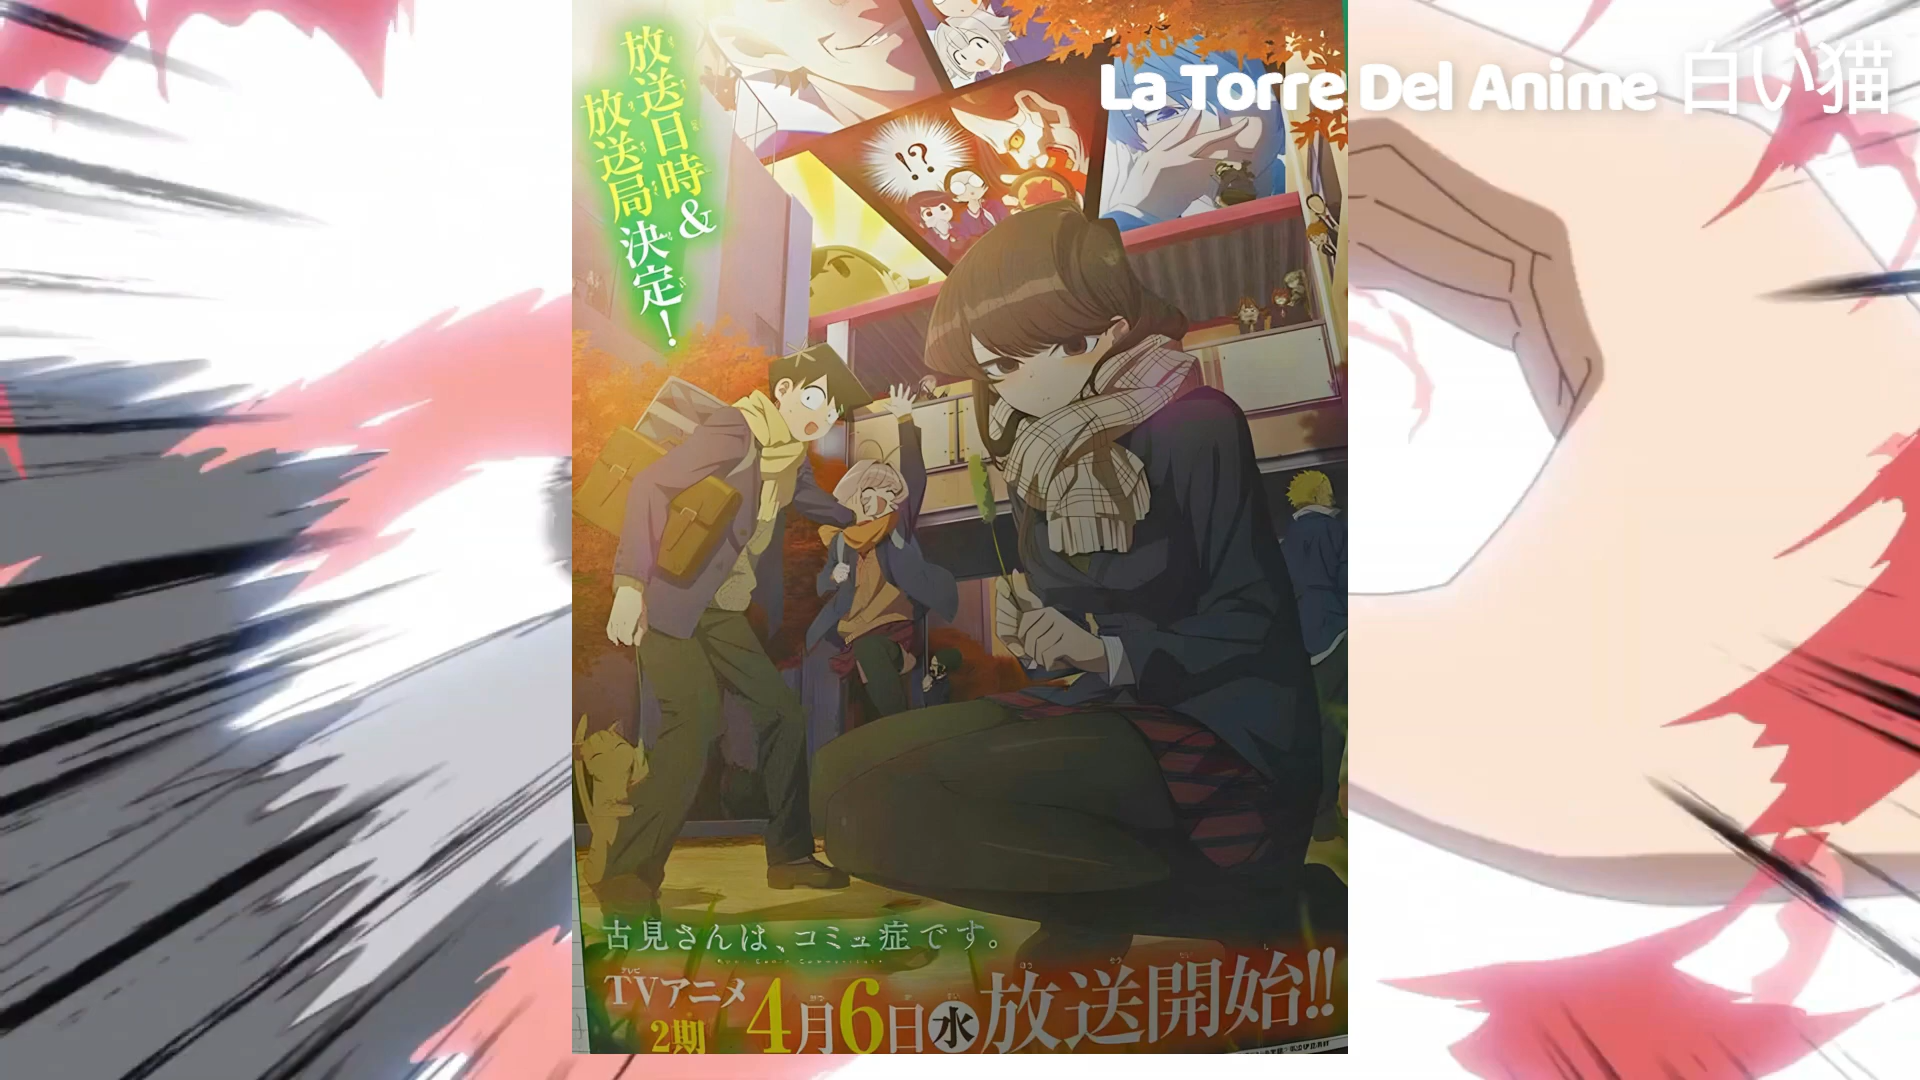 La Torre Del Anime 白い猫
放送日時&
放送局決定!
!?
古見さんは、コミュ症です。
TVアニメ
2期
4月6日水放送開始!!